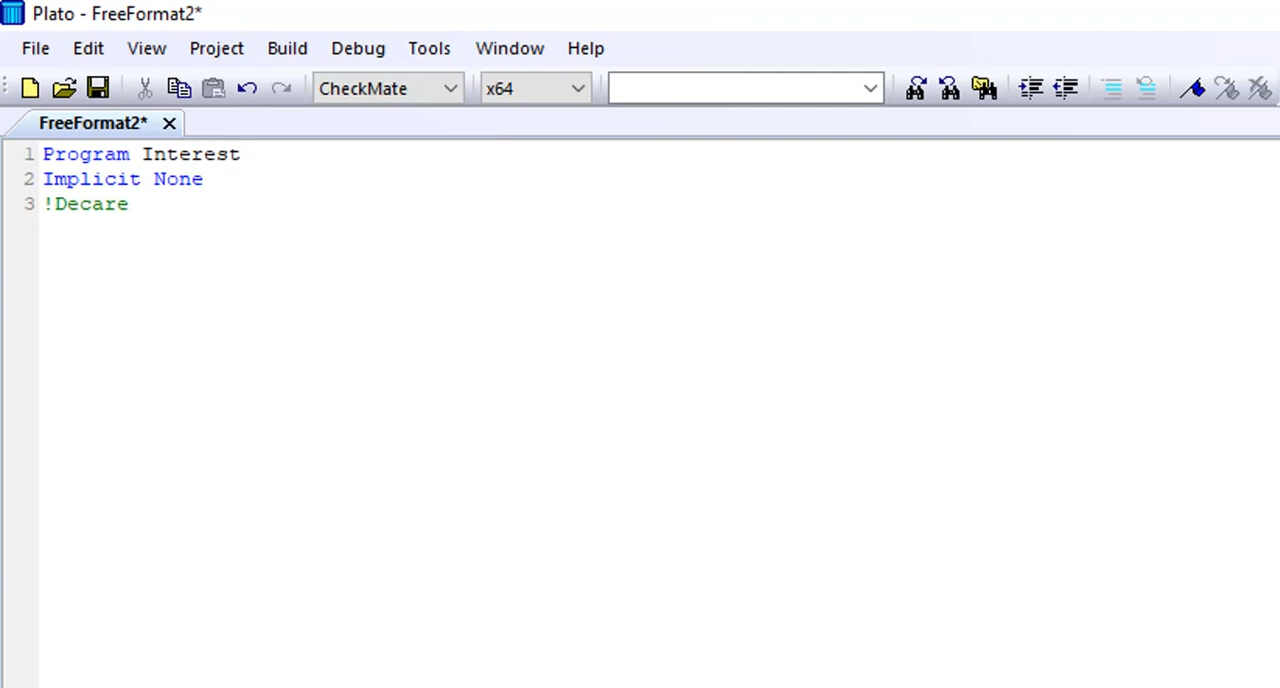 Plato - FreeFormat2*
File Edit View Project Build Debug Tools Window Help
CheckMate x64
FreeFormat2*
1 Program Interest
2 Implicit None
3 !Decare